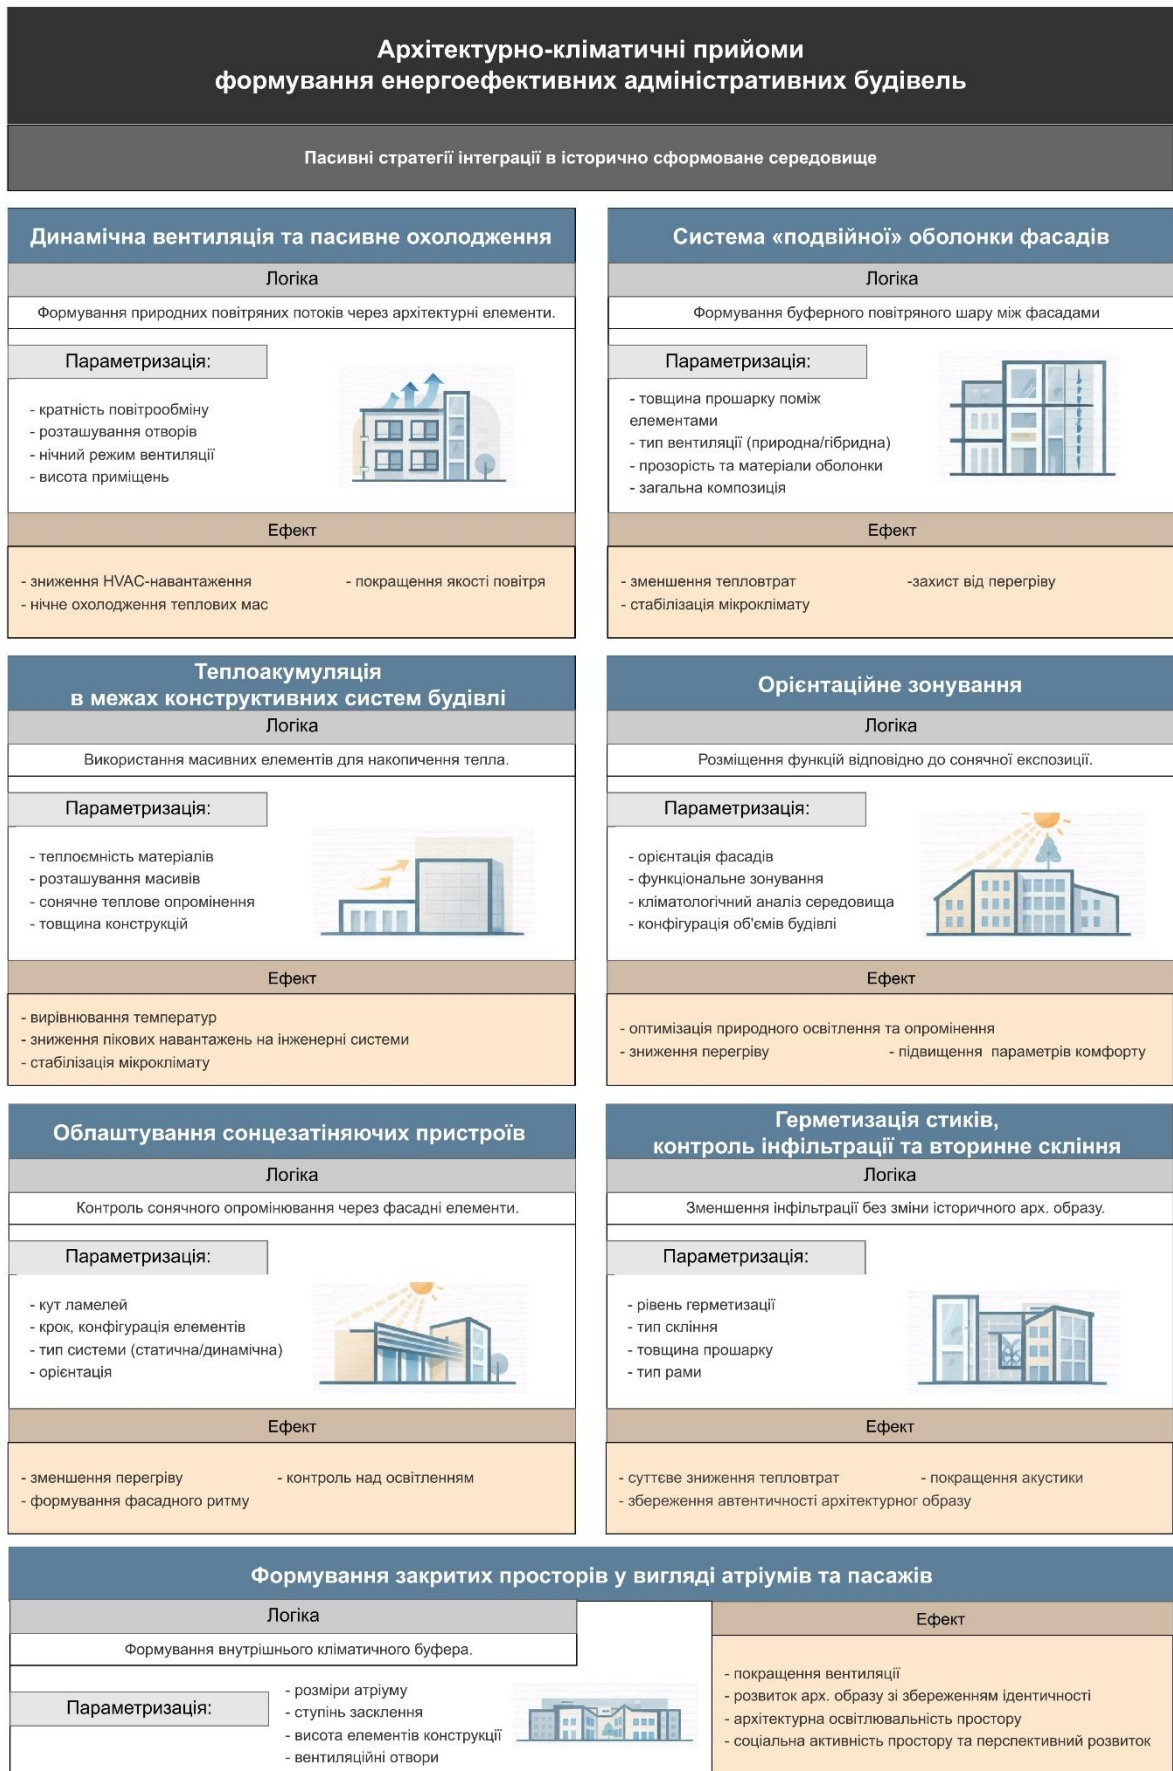 Архітектурно-кліматичні прийоми
формування енергоефективних адміністративних будівель
Пасивні стратегії інтеграції в історично сформоване середовище
Динамічна вентиляція та пасивне охолодження
Логіка
Формування природних повітряних потоків через архітектурні елементи.
Параметризація:
- кратність повітрообміну
- розташування отворів
- нічний режим вентиляції
- висота приміщень
Ефект
- зниження HVAC-навантаження
- покращення якості повітря
- нічне охолодження теплових мас
Система «подвійної» оболонки фасадів
Логіка
Формування буферного повітряного шару між фасадами
Параметризація:
- товщина прошарку поміж
елементами
- тип вентиляції (природна/гібридна)
- прозорість та матеріали оболонки
- загальна композиція
Ефект
- зменшення тепловтрат
-захист від перегріву
- стабілізація мікроклімату
Теплоакумуляція
в межах конструктивних систем будівлі
Логіка
Використання масивних елементів для накопичення тепла.
Параметризація:
- теплоємність матеріалів
- розташування масивів
- сонячне теплове опромінення
- товщина конструкцій
Ефект
- вирівнювання температур
- зниження пікових навантажень на інженерні системи
- стабілізація мікроклімату
Орієнтаційне зонування
Логіка
Розміщення функцій відповідно до сонячної експозиції.
Параметризація:
- орієнтація фасадів
- функціональне зонування
- кліматологічний аналіз середовища
- конфігурація об'ємів будівлі
Ефект
- оптимізація природного освітлення та опромінення
- зниження перегріву
- підвищення параметрів комфорту
Облаштування сонцезатіняючих пристроїв
Логіка
Контроль сонячного опромінювання через фасадні елементи.
Параметризація:
- кут ламелей
- крок, конфігурація елементів
- тип системи (статична/динамічна)
- орієнтація
Ефект
- зменшення перегріву
- контроль над освітленням
- формування фасадного ритму
Герметизація стиків,
контроль інфільтрації та вторинне скління
Логіка
Зменшення інфільтрації без зміни історичного арх. образу.
Параметризація:
- рівень герметизації
- тип скління
- товщина прошарку
- тип рами
Ефект
- суттєве зниження тепловтрат
- покращення акустики
- збереження автентичності архітектурног образу
Формування закритих просторів у вигляді атріумів та пасажів
Логіка
Формування внутрішнього кліматичного буфера.
Параметризація:
- розміри атріуму
- ступінь засклення
- висота елементів конструкції
- вентиляційні отвори
Ефект
- покращення вентиляції
- розвиток арх. образу зі збереженням ідентичності
- архітектурна освітлювальність простору
- соціальна активність простору та перспективний розвиток